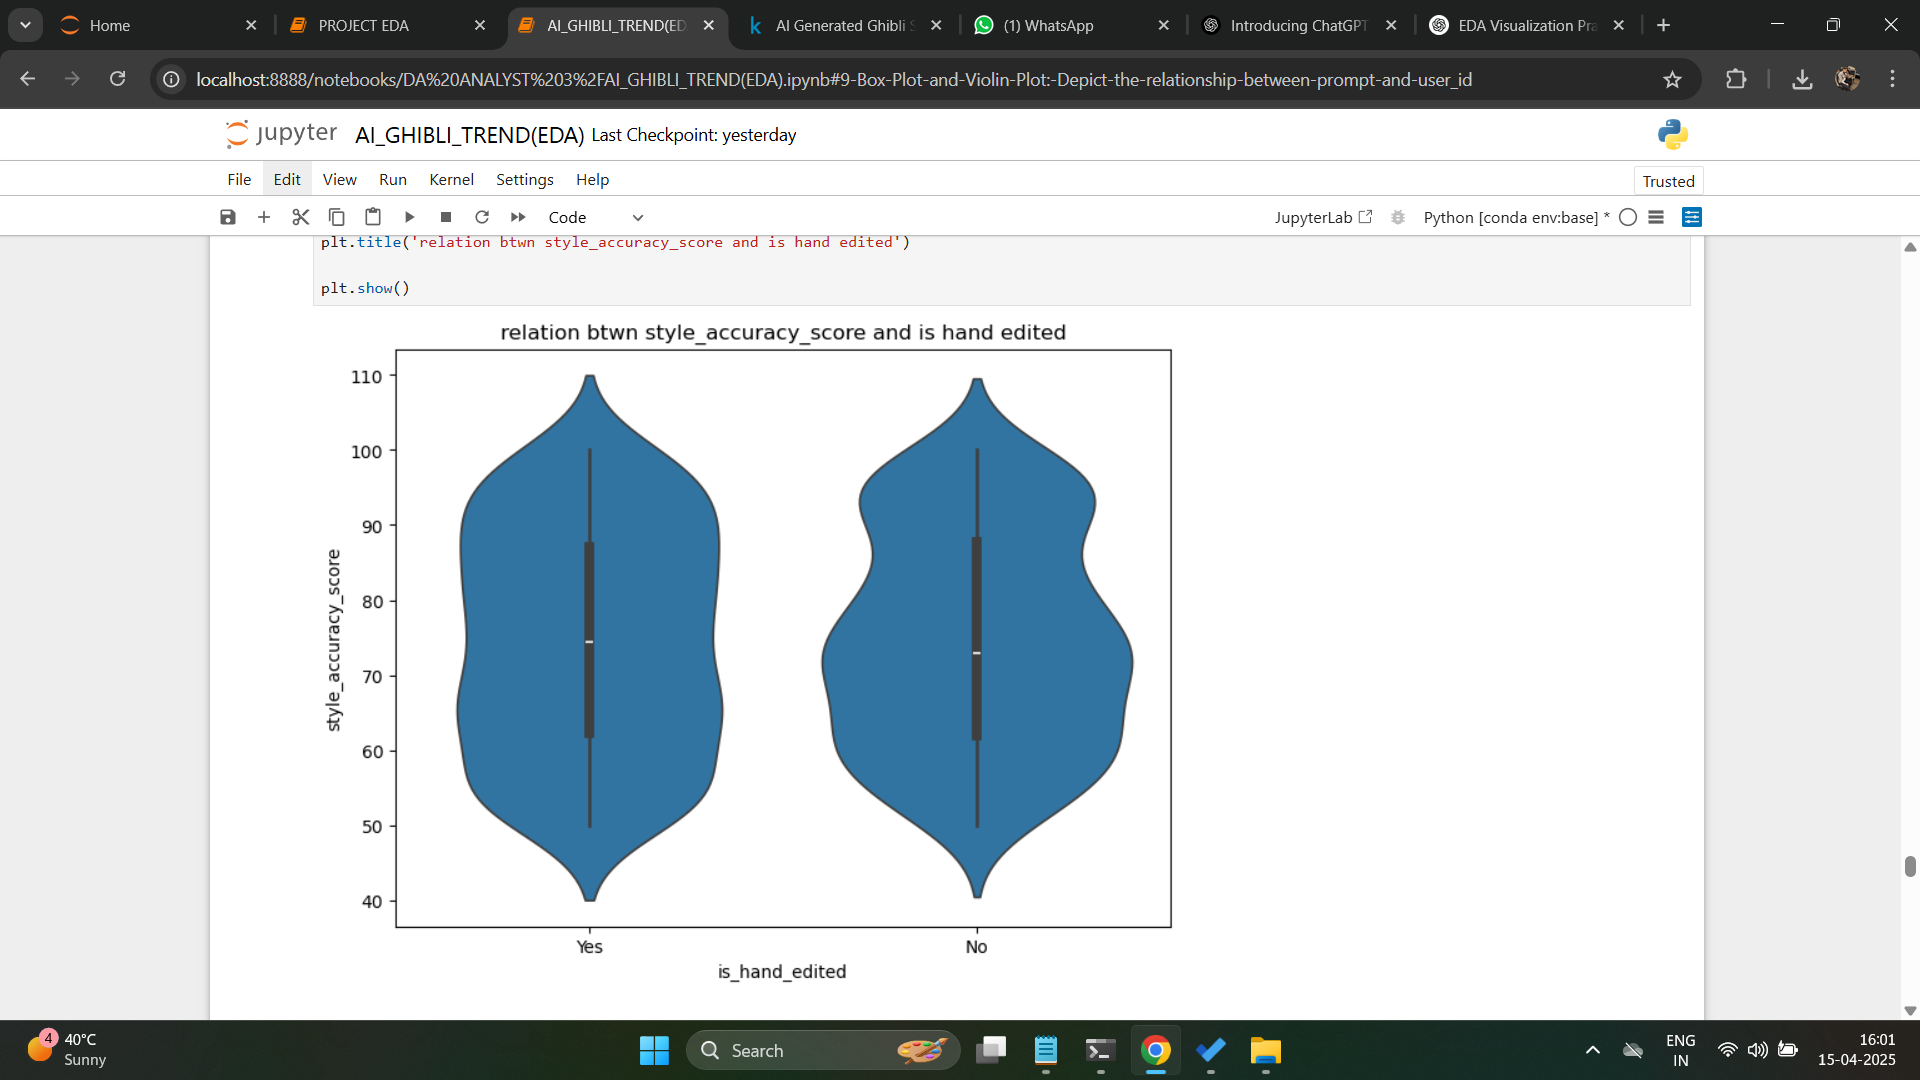 Home
PROJECT EDA
AI_GHIBLI_TREND(ED
AI Generated Ghibli S
(1) WhatsApp
Introducing ChatGPT
EDA Visualization Pra
localhost:8888/notebooks/DA%20ANALYST%203%2FAI_GHIBLI_TREND(EDA).ipynb#9-Box-Plot-and-Violin-Plot:-Depict-the-relationship-between-prompt-and-user_id
jupyter AI_GHIBLI_TREND(EDA) Last Checkpoint: yesterday
File Edit View Run Kernel Settings Help
Trusted
Code
JupyterLab
Python [conda env:base] *
plt.title('relation btwn style_accuracy_score and is hand edited')
plt.show()
relation btwn style_accuracy_score and is hand edited
110
100
90
80
70
60
50
40
style_accuracy_score
Yes
No
is_hand_edited
4
40°C
Sunny
Search
ENG
IN
16:01
15-04-2025